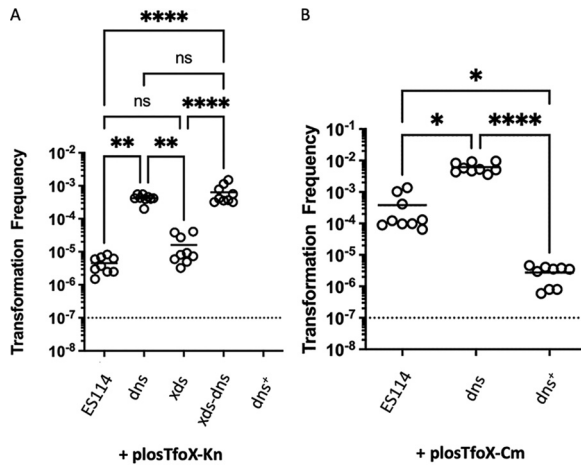 A
****
ns
ns
****
**
**
Transformation Frequency
10-2
10-3
10-4
10-5
10-6
10-7
10-8
ES114
dns
xds
xds-dns
dns+
+ plosTfoX-Kn
B
*
*
****
Transformation Frequency
10-1
10-2
10-3
10-4
10-5
10-6
10-7
10-8
ES114
dns
dns+
+ plosTfoX-Cm